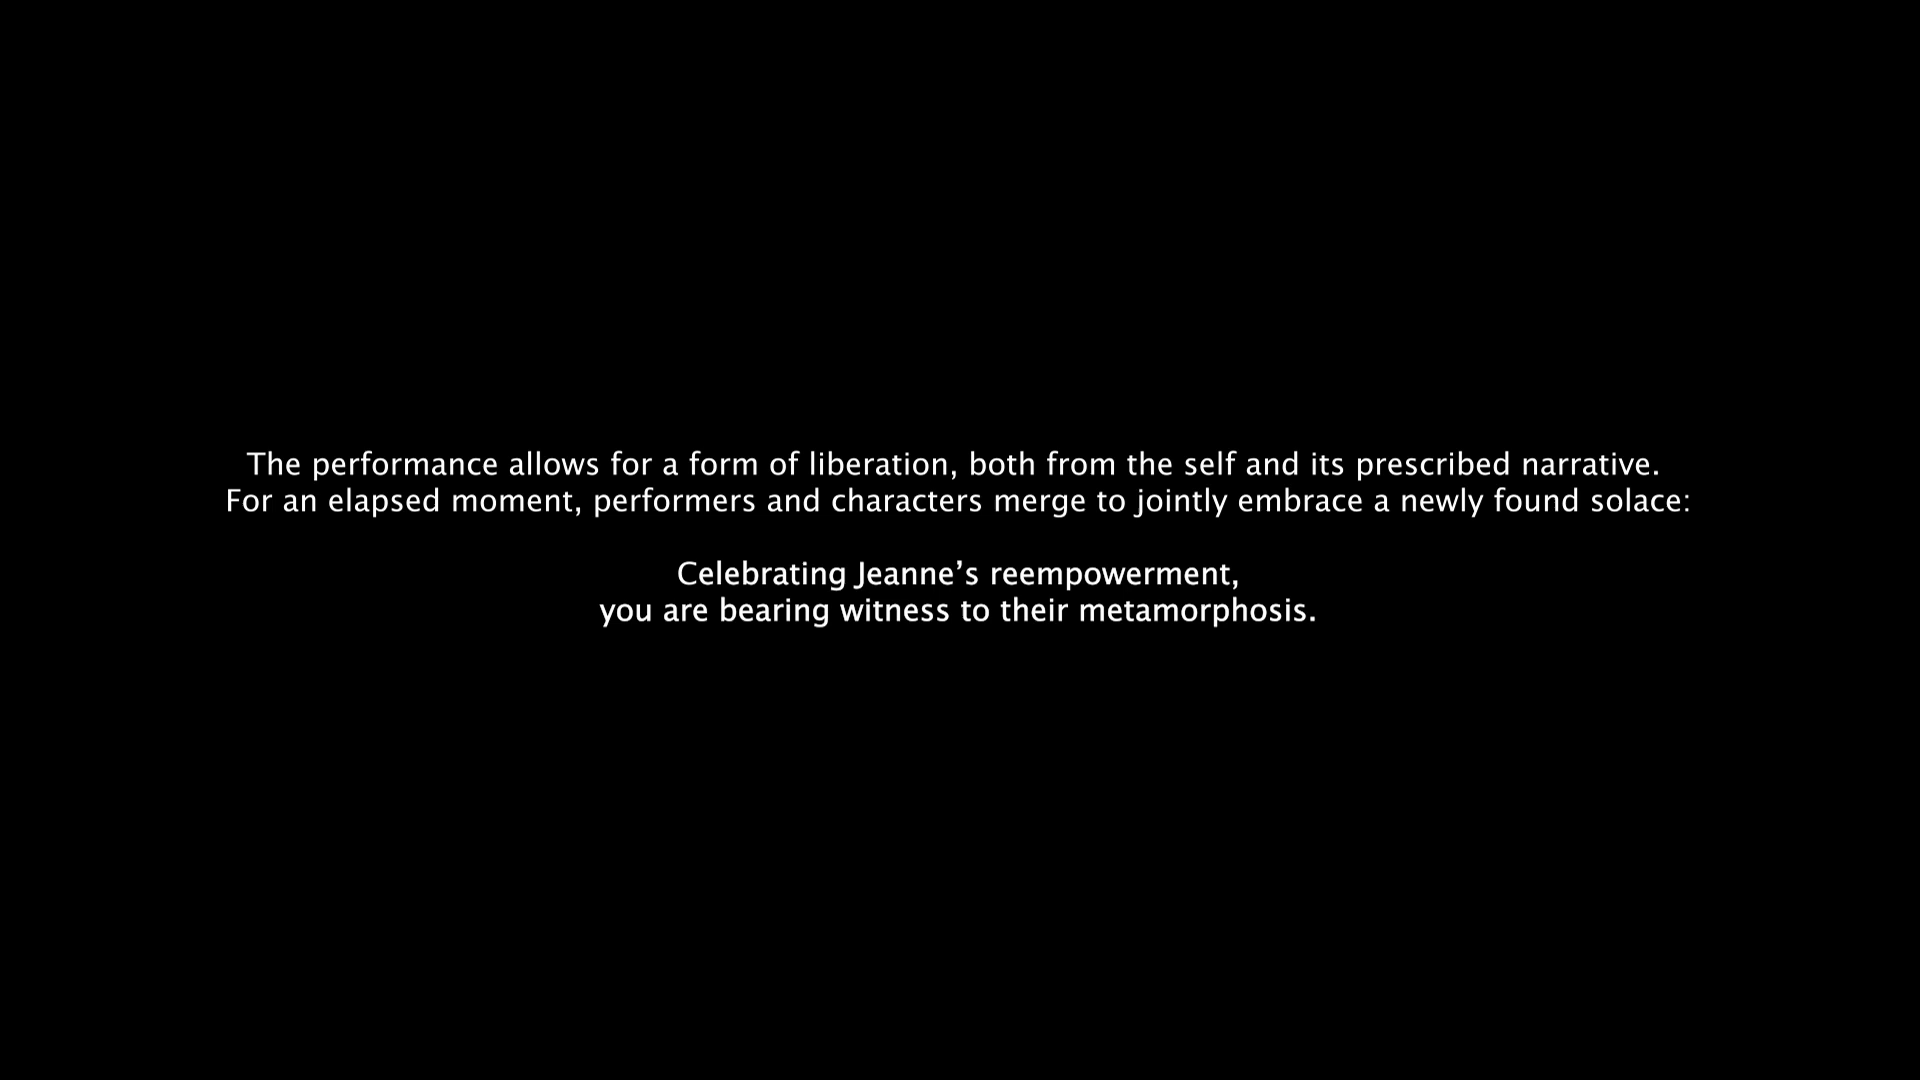 The performance allows for a form of liberation, both from the self and its prescribed narrative.
For an elapsed moment, performers and characters merge to jointly embrace a newly found solace:
Celebrating Jeanne’s reempowerment,
you are bearing witness to their metamorphosis.